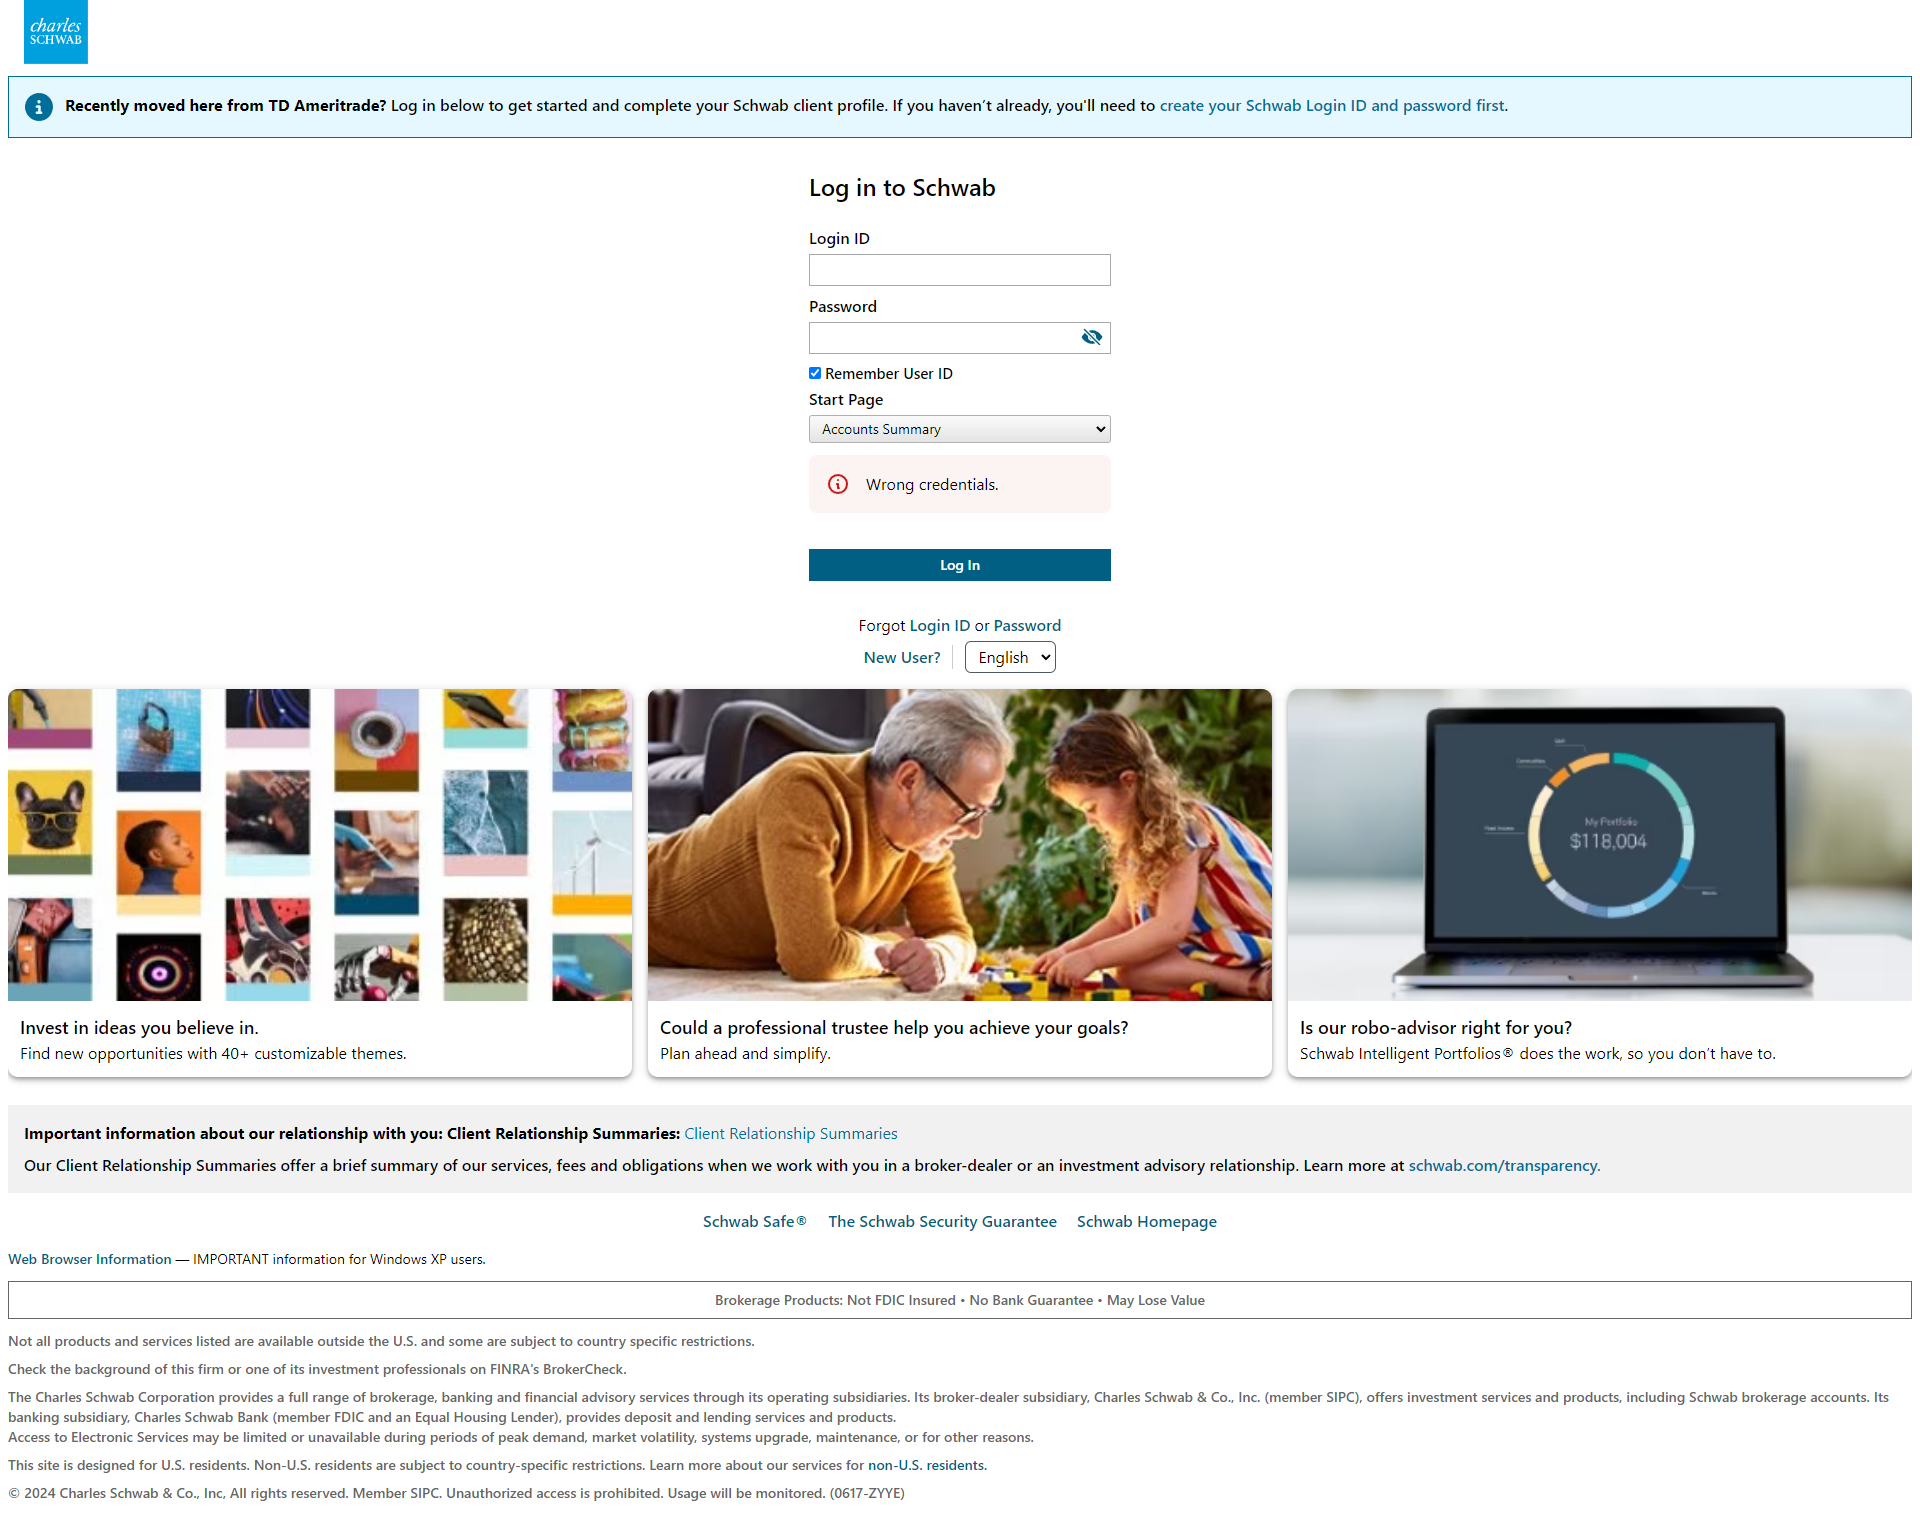 charles
SCHWAB
Recently moved here from TD Ameritrade? Log in below to get started and complete your Schwab client profile. If you haven’t already, you'll need to create your Schwab Login ID and password first.
Log in to Schwab
Login ID
Password
Remember User ID
Start Page
Accounts Summary
Wrong credentials.
Log In
Forgot Login ID or Password
New User?
English
My Portfolio
$118,004
Invest in ideas you believe in.
Find new opportunities with 40+ customizable themes.
Could a professional trustee help you achieve your goals?
Plan ahead and simplify.
Is our robo-advisor right for you?
Schwab Intelligent Portfolios® does the work, so you don’t have to.
Important information about our relationship with you: Client Relationship Summaries: Client Relationship Summaries
Our Client Relationship Summaries offer a brief summary of our services, fees and obligations when we work with you in a broker-dealer or an investment advisory relationship. Learn more at schwab.com/transparency.
Schwab Safe® The Schwab Security Guarantee Schwab Homepage
Web Browser Information — IMPORTANT information for Windows XP users.
Brokerage Products: Not FDIC Insured • No Bank Guarantee • May Lose Value
Not all products and services listed are available outside the U.S. and some are subject to country specific restrictions.
Check the background of this firm or one of its investment professionals on FINRA's BrokerCheck.
The Charles Schwab Corporation provides a full range of brokerage, banking and financial advisory services through its operating subsidiaries. Its broker-dealer subsidiary, Charles Schwab & Co., Inc. (member SIPC), offers investment services and products, including Schwab brokerage accounts. Its
banking subsidiary, Charles Schwab Bank (member FDIC and an Equal Housing Lender), provides deposit and lending services and products.
Access to Electronic Services may be limited or unavailable during periods of peak demand, market volatility, systems upgrade, maintenance, or for other reasons.
This site is designed for U.S. residents. Non-U.S. residents are subject to country-specific restrictions. Learn more about our services for non-U.S. residents.
© 2024 Charles Schwab & Co., Inc, All rights reserved. Member SIPC. Unauthorized access is prohibited. Usage will be monitored. (0617-ZYYE)